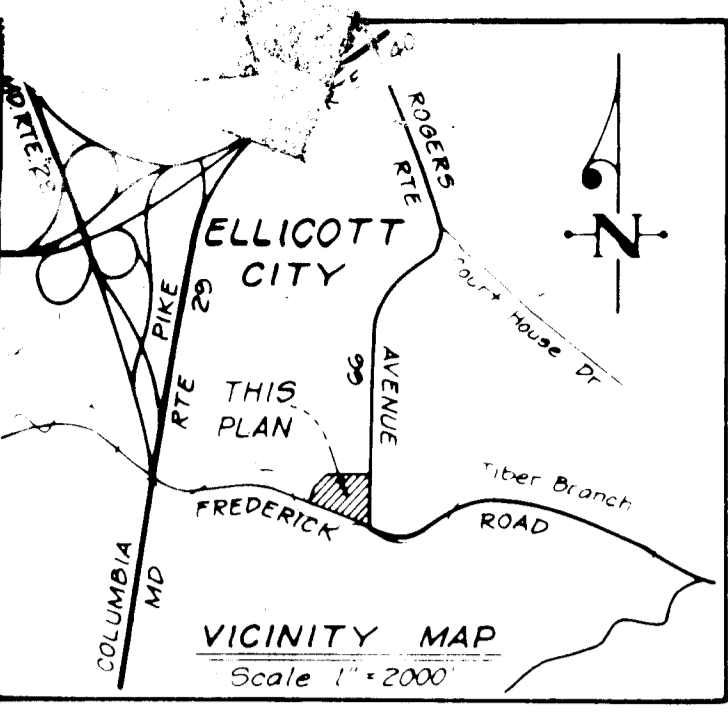 RTE. 29
ROGERS
RTE
99
AVENUE
ELLICOTT
CITY
N
Court House Dr
PIKE
29
RTE
THIS
PLAN
FREDERICK
ROAD
Tiber Branch
COLUMBIA
MD
VICINITY MAP
Scale 1" = 2000'